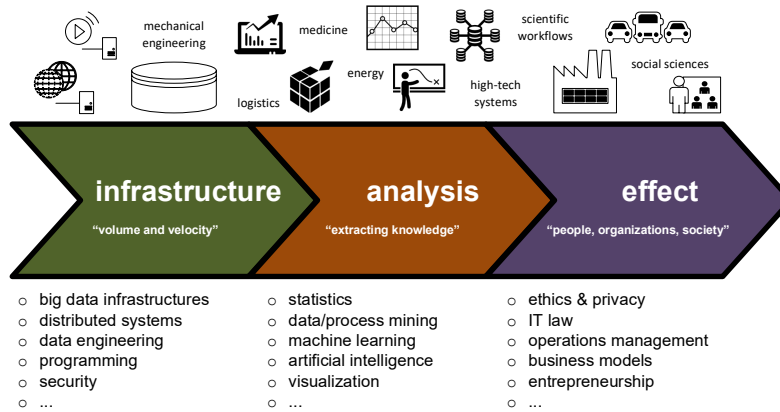 mechanical
engineering
medicine
scientific
workflows
logistics
energy
high-tech
systems
social sciences
infrastructure
“volume and velocity”
analysis
“extracting knowledge”
effect
“people, organizations, society”
o big data infrastructures
o distributed systems
o data engineering
o programming
o security
o ...
o statistics
o data/process mining
o machine learning
o artificial intelligence
o visualization
o ...
o ethics & privacy
o IT law
o operations management
o business models
o entrepreneurship
o ...